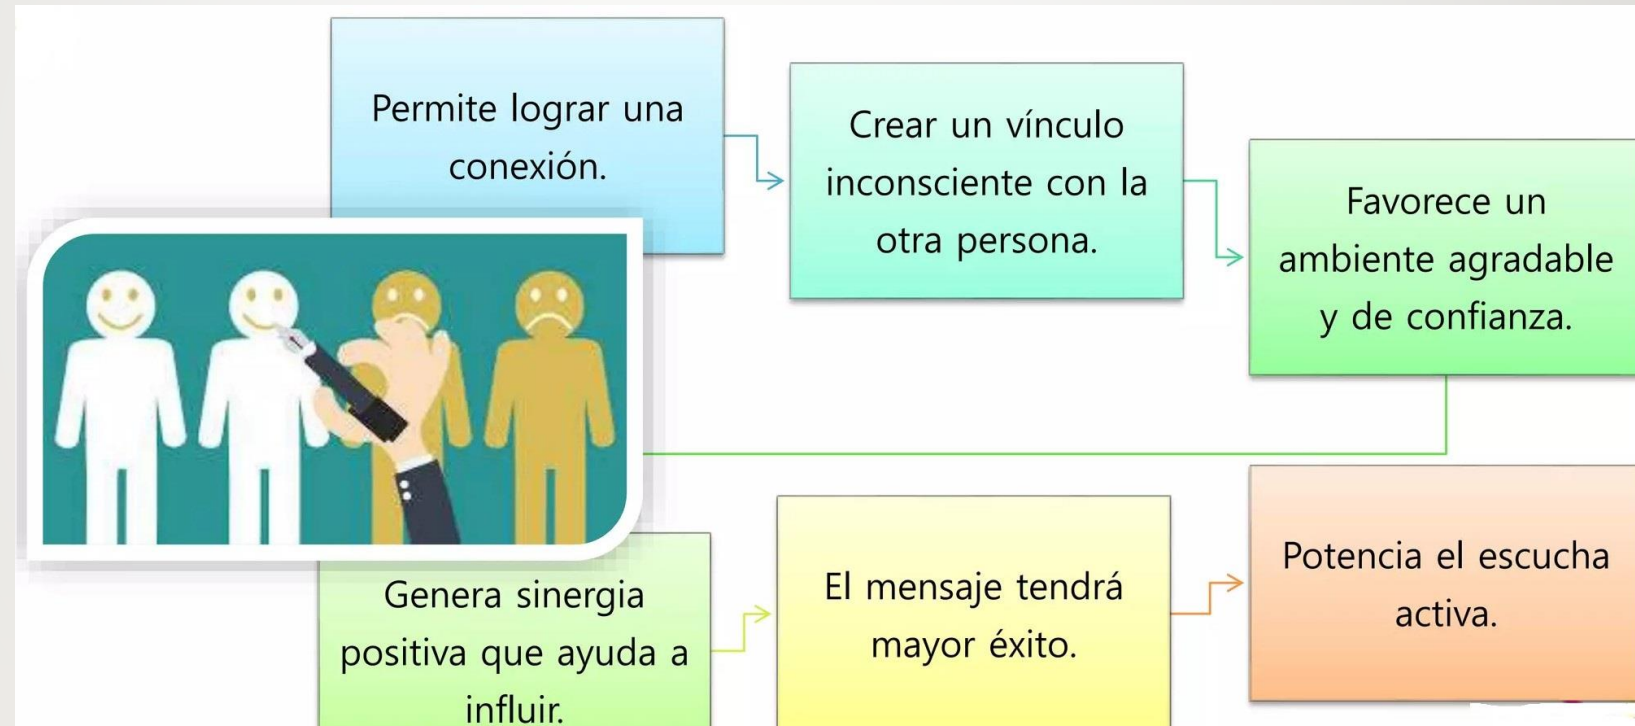 Permite lograr una
conexión.
Crear un vínculo
inconsciente con la
otra persona.
Favorece un
ambiente agradable
y de confianza.
Genera sinergia
positiva que ayuda a
influir.
El mensaje tendrá
mayor éxito.
Potencia el escucha
activa.